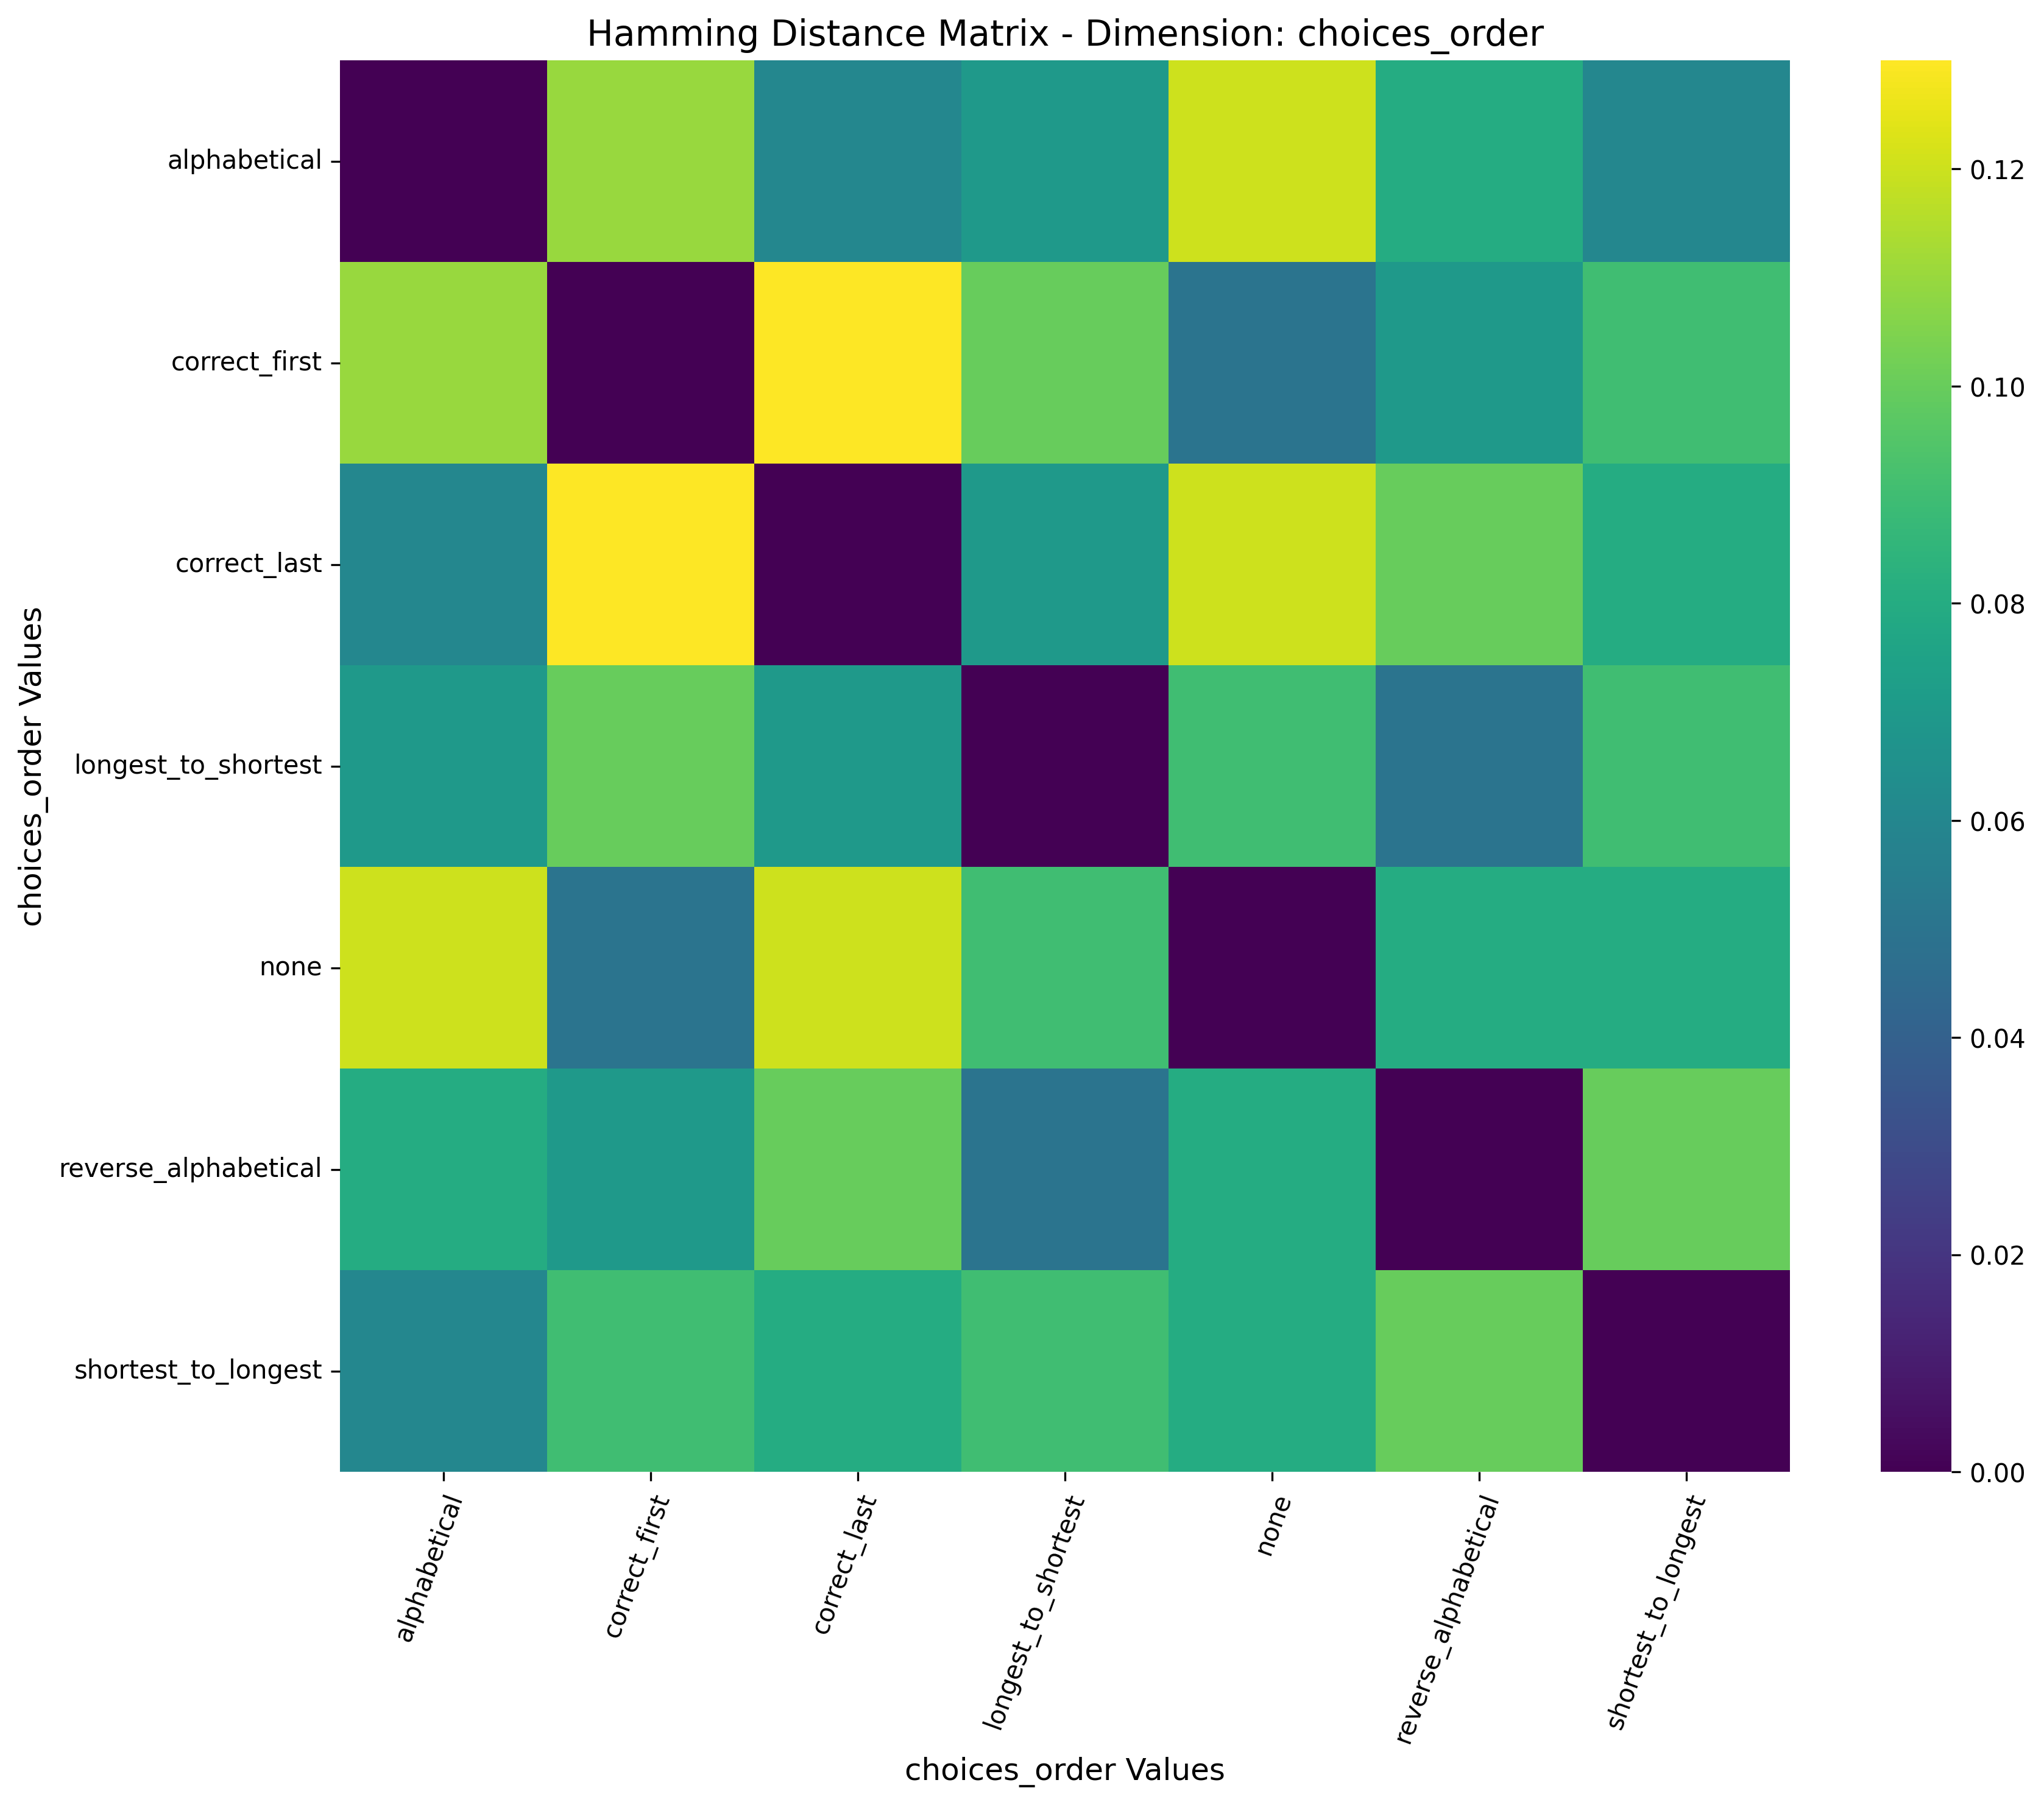 Hamming Distance Matrix - Dimension: choices_order
choices_order Values
alphabetical
correct_first
correct_last
longest_to_shortest
none
reverse_alphabetical
shortest_to_longest
alphabetical
correct_first
correct_last
longest_to_shortest
none
reverse_alphabetical
shortest_to_longest
choices_order Values
0.12
0.10
0.08
0.06
0.04
0.02
0.00